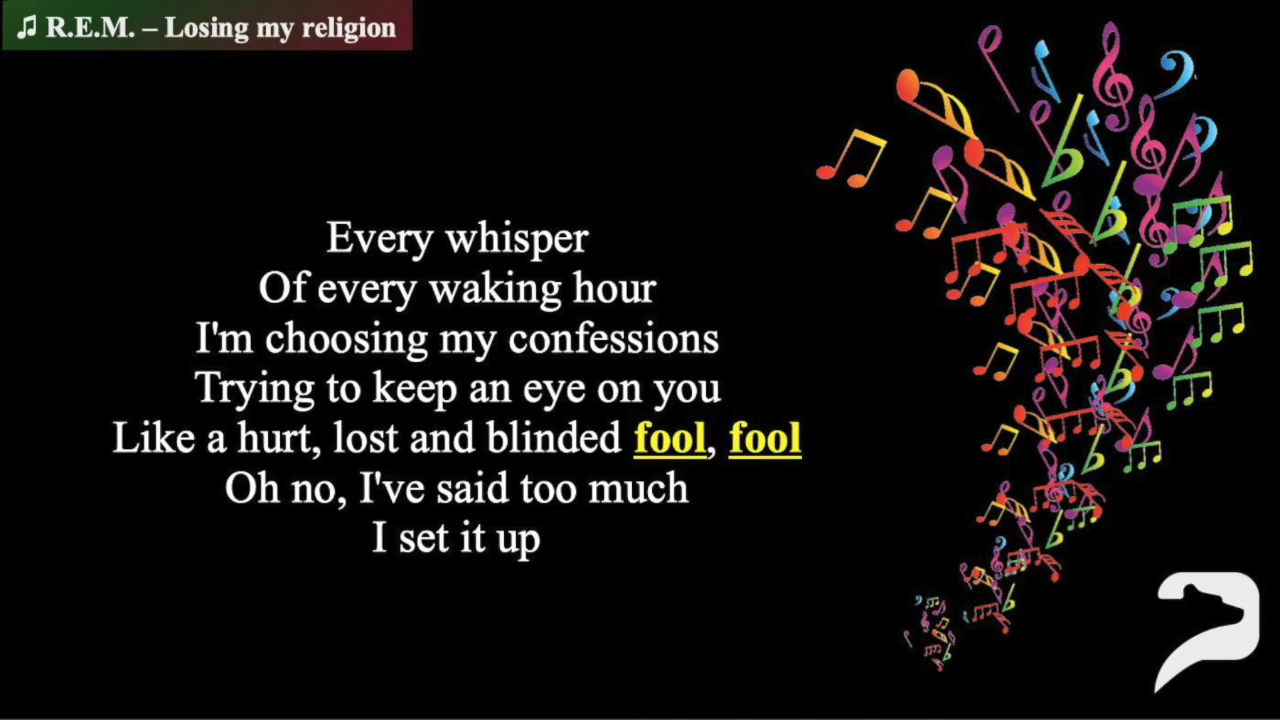 ♫ R.E.M. – Losing my religion
Every whisper
Of every waking hour
I'm choosing my confessions
Trying to keep an eye on you
Like a hurt, lost and blinded fool, fool
Oh no, I've said too much
I set it up